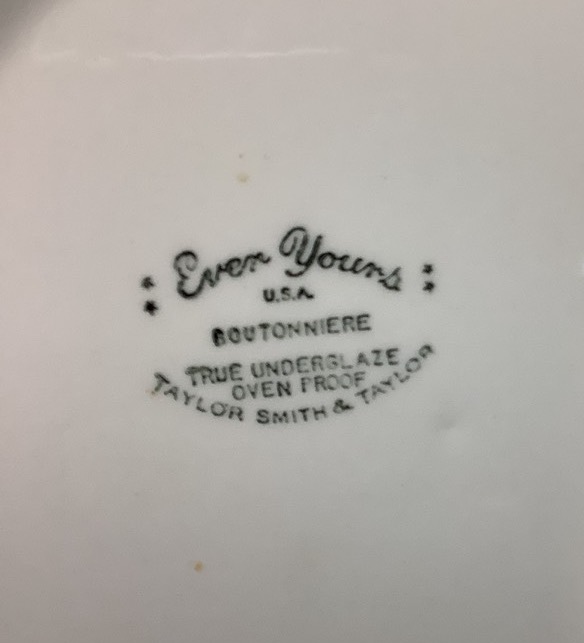 Ever Yours
U.S.A.
BOUTONNIERE
TRUE UNDERGLAZE
OVEN PROOF
TAYLOR SMITH & TAYLOR